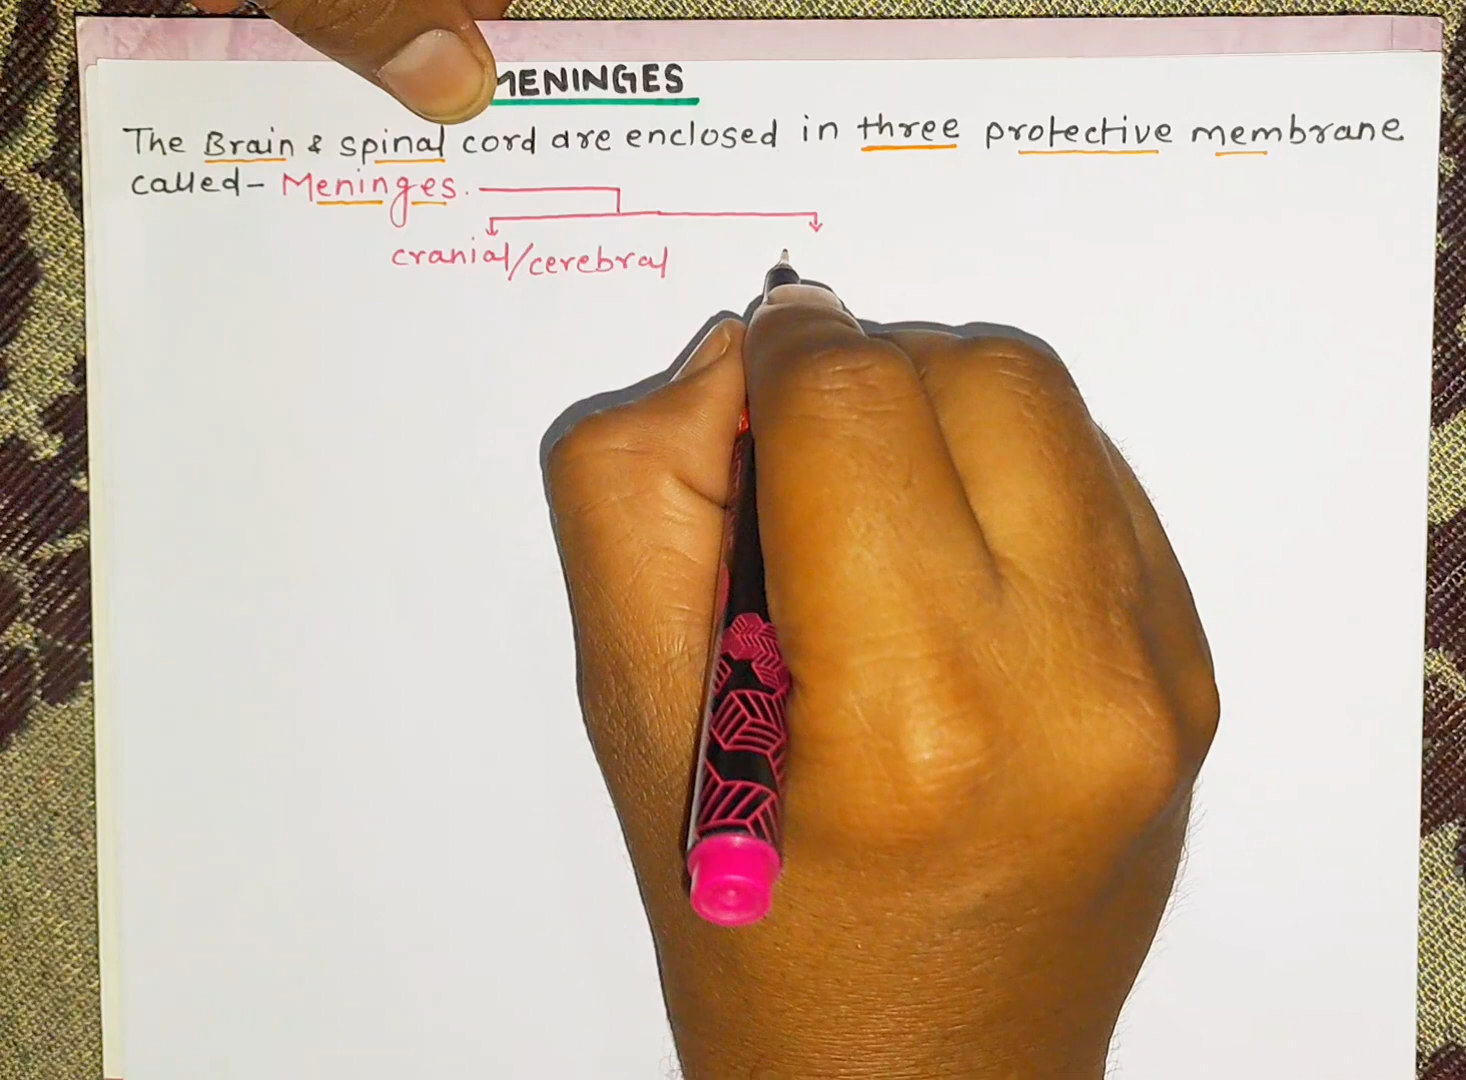 MENINGES
The Brain & spinal cord are enclosed in three protective membrane
called- Meninges.
cranial/cerebral